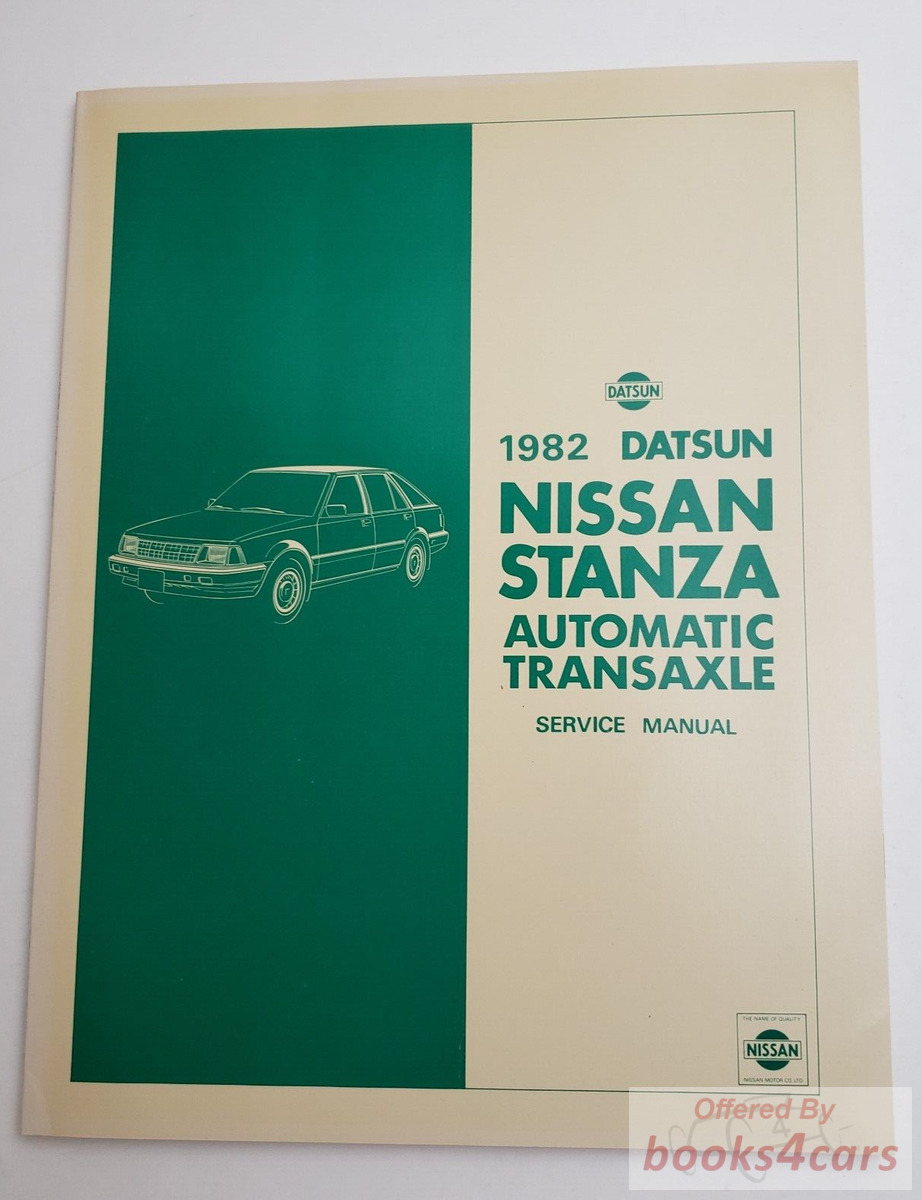 DATSUN
1982 DATSUN
NISSAN
STANZA
AUTOMATIC
TRANSAXLE
SERVICE MANUAL
THE NAME OF QUALITY
NISSAN
NISSAN MOTOR CO.,LTD.
Offered By
books4cars